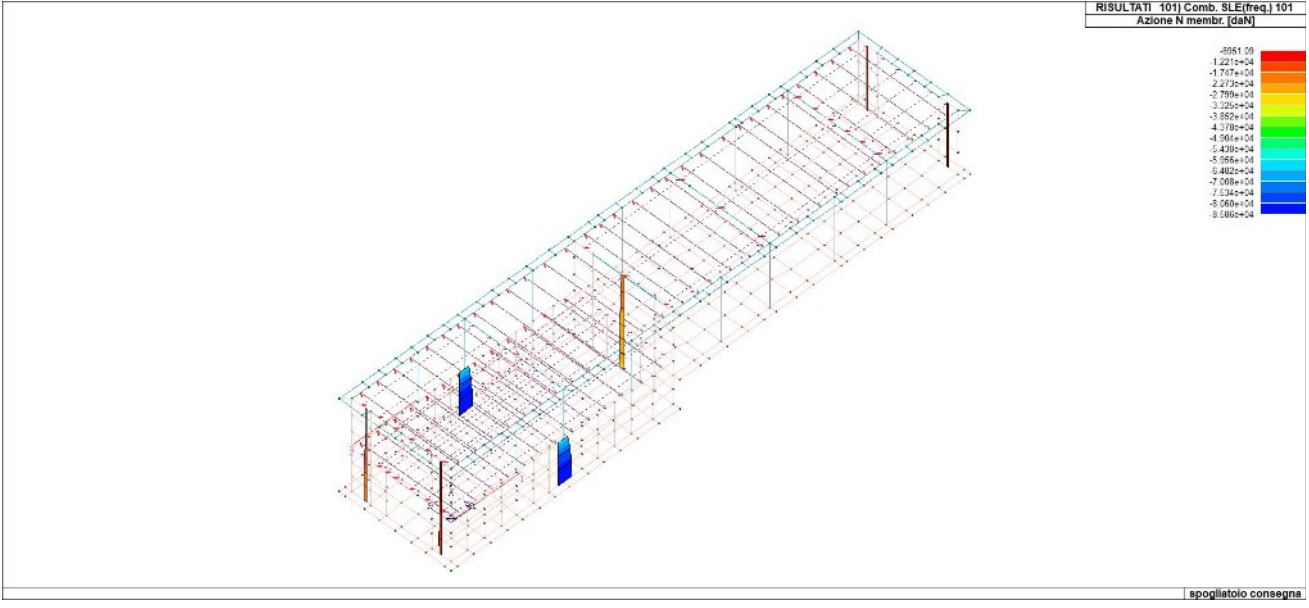 RISULTATI 101) Comb. SLE(freq.) 101
Azione N membr. [daN]
-1.221e+04
-1.747e+04
-2.273e+04
-2.799e+04
-3.325e+04
-3.852e+04
-4.378e+04
-4.904e+04
-5.430e+04
-5.956e+04
-6.482e+04
-7.008e+04
-7.534e+04
-8.060e+04
-8.586e+04
spogliatoio consegna